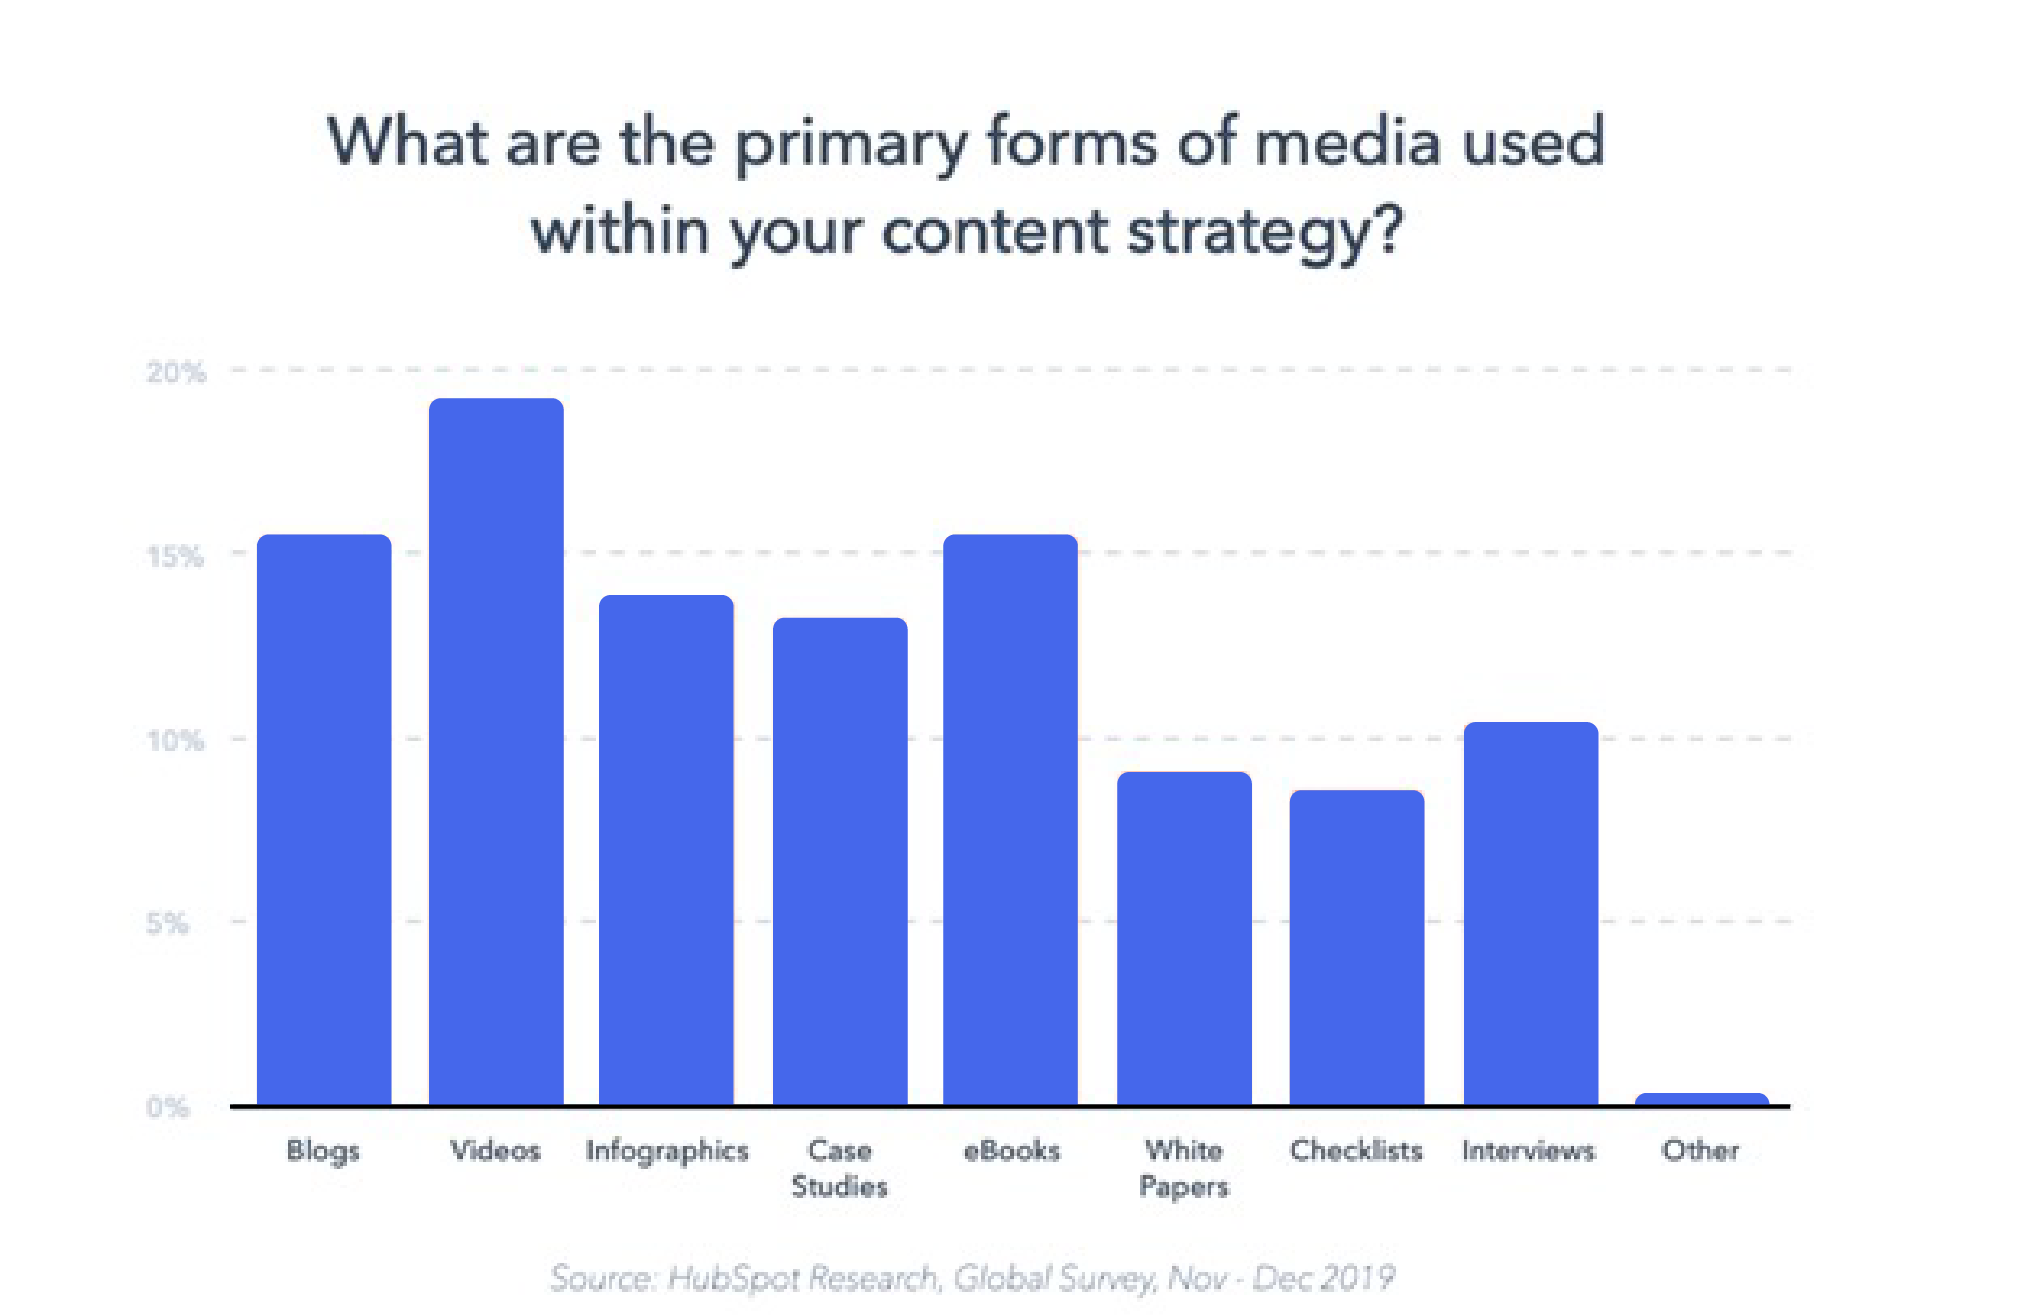 What are the primary forms of media used
within your content strategy?
20%
15%
10%
5%
0%
Blogs
Videos
Infographics
Case
Studies
eBooks
White
Papers
Checklists
Interviews
Other
Source: HubSpot Research, Global Survey, Nov - Dec 2019